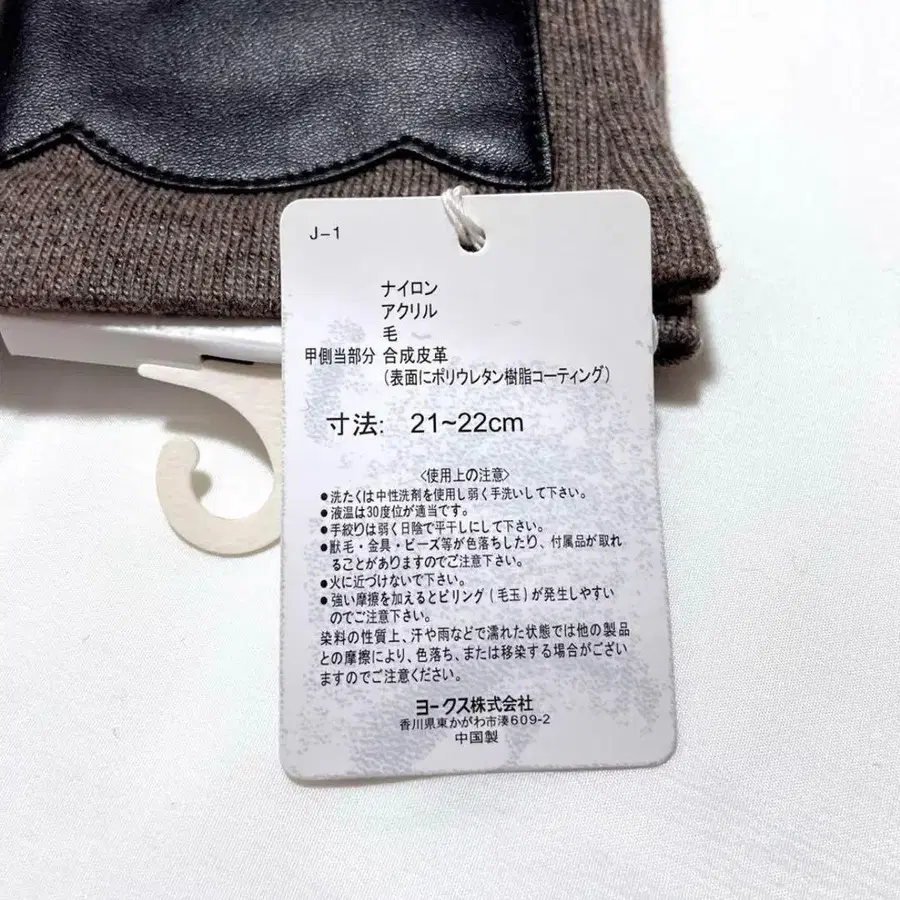 J-1
ナイロン
アクリル
毛
甲側当部分 合成皮革
(表面にポリウレタン樹脂コーティング)
寸法: 21~22cm
〈使用上の注意〉
●洗たくは中性洗剤を使用し弱く手洗いして下さい。
●液温は30度位が適当です。
●手絞りは弱く日陰で平干しにして下さい。
●獣毛・金具・ビーズ等が色落ちしたり、付属品が取れ
ることがありますのでご注意下さい。
●火に近づけないで下さい。
●強い摩擦を加えるとピリング(毛玉)が発生しやすい
のでご注意下さい。
染料の性質上、汗や雨などで濡れた状態では他の製品
との摩擦により、色落ち、または移染する場合がござい
ますのでご注意ください。
ヨークス株式会社
香川県東かがわ市湊609-2
中国製